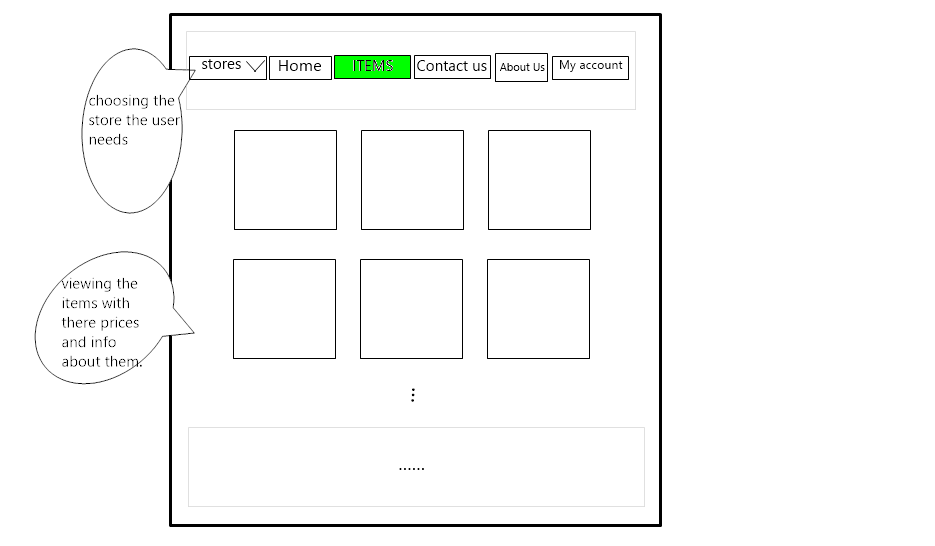 stores
Home
ITEMS
Contact us
About Us
My account
choosing the
store the user
needs
viewing the
items with
there prices
and info
about them.
......